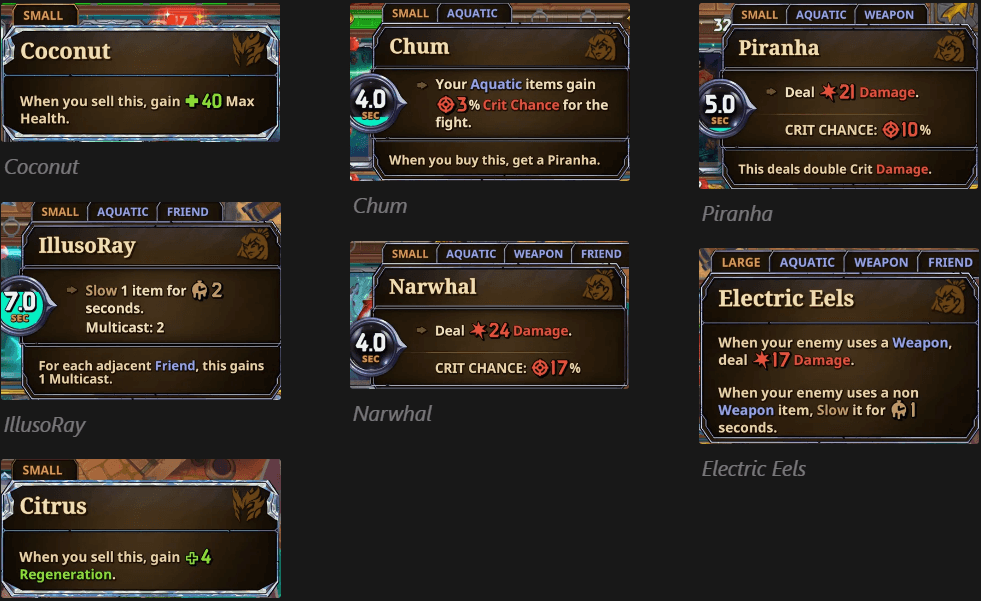 SMALL
Coconut
When you sell this, gain 40 Max
Health.
Coconut
SMALL AQUATIC FRIEND
IllusoRay
7.0
SEC
Slow 1 item for 2
seconds.
Multicast: 2
For each adjacent Friend, this gains
1 Multicast.
IllusoRay
SMALL
Citrus
When you sell this, gain +4
Regeneration.
SMALL AQUATIC
Chum
4.0
SEC
Your Aquatic items gain
3% Crit Chance for the
fight.
When you buy this, get a Piranha.
Chum
SMALL AQUATIC WEAPON FRIEND
Narwhal
4.0
SEC
Deal 24 Damage.
CRIT CHANCE: 17%
Narwhal
32
SMALL AQUATIC WEAPON
Piranha
5.0
SEC
Deal 21 Damage.
CRIT CHANCE: 10%
This deals double Crit Damage.
Piranha
LARGE AQUATIC WEAPON FRIEND
Electric Eels
When your enemy uses a Weapon,
deal 17 Damage.
When your enemy uses a non
Weapon item, Slow it for 1
seconds.
Electric Eels